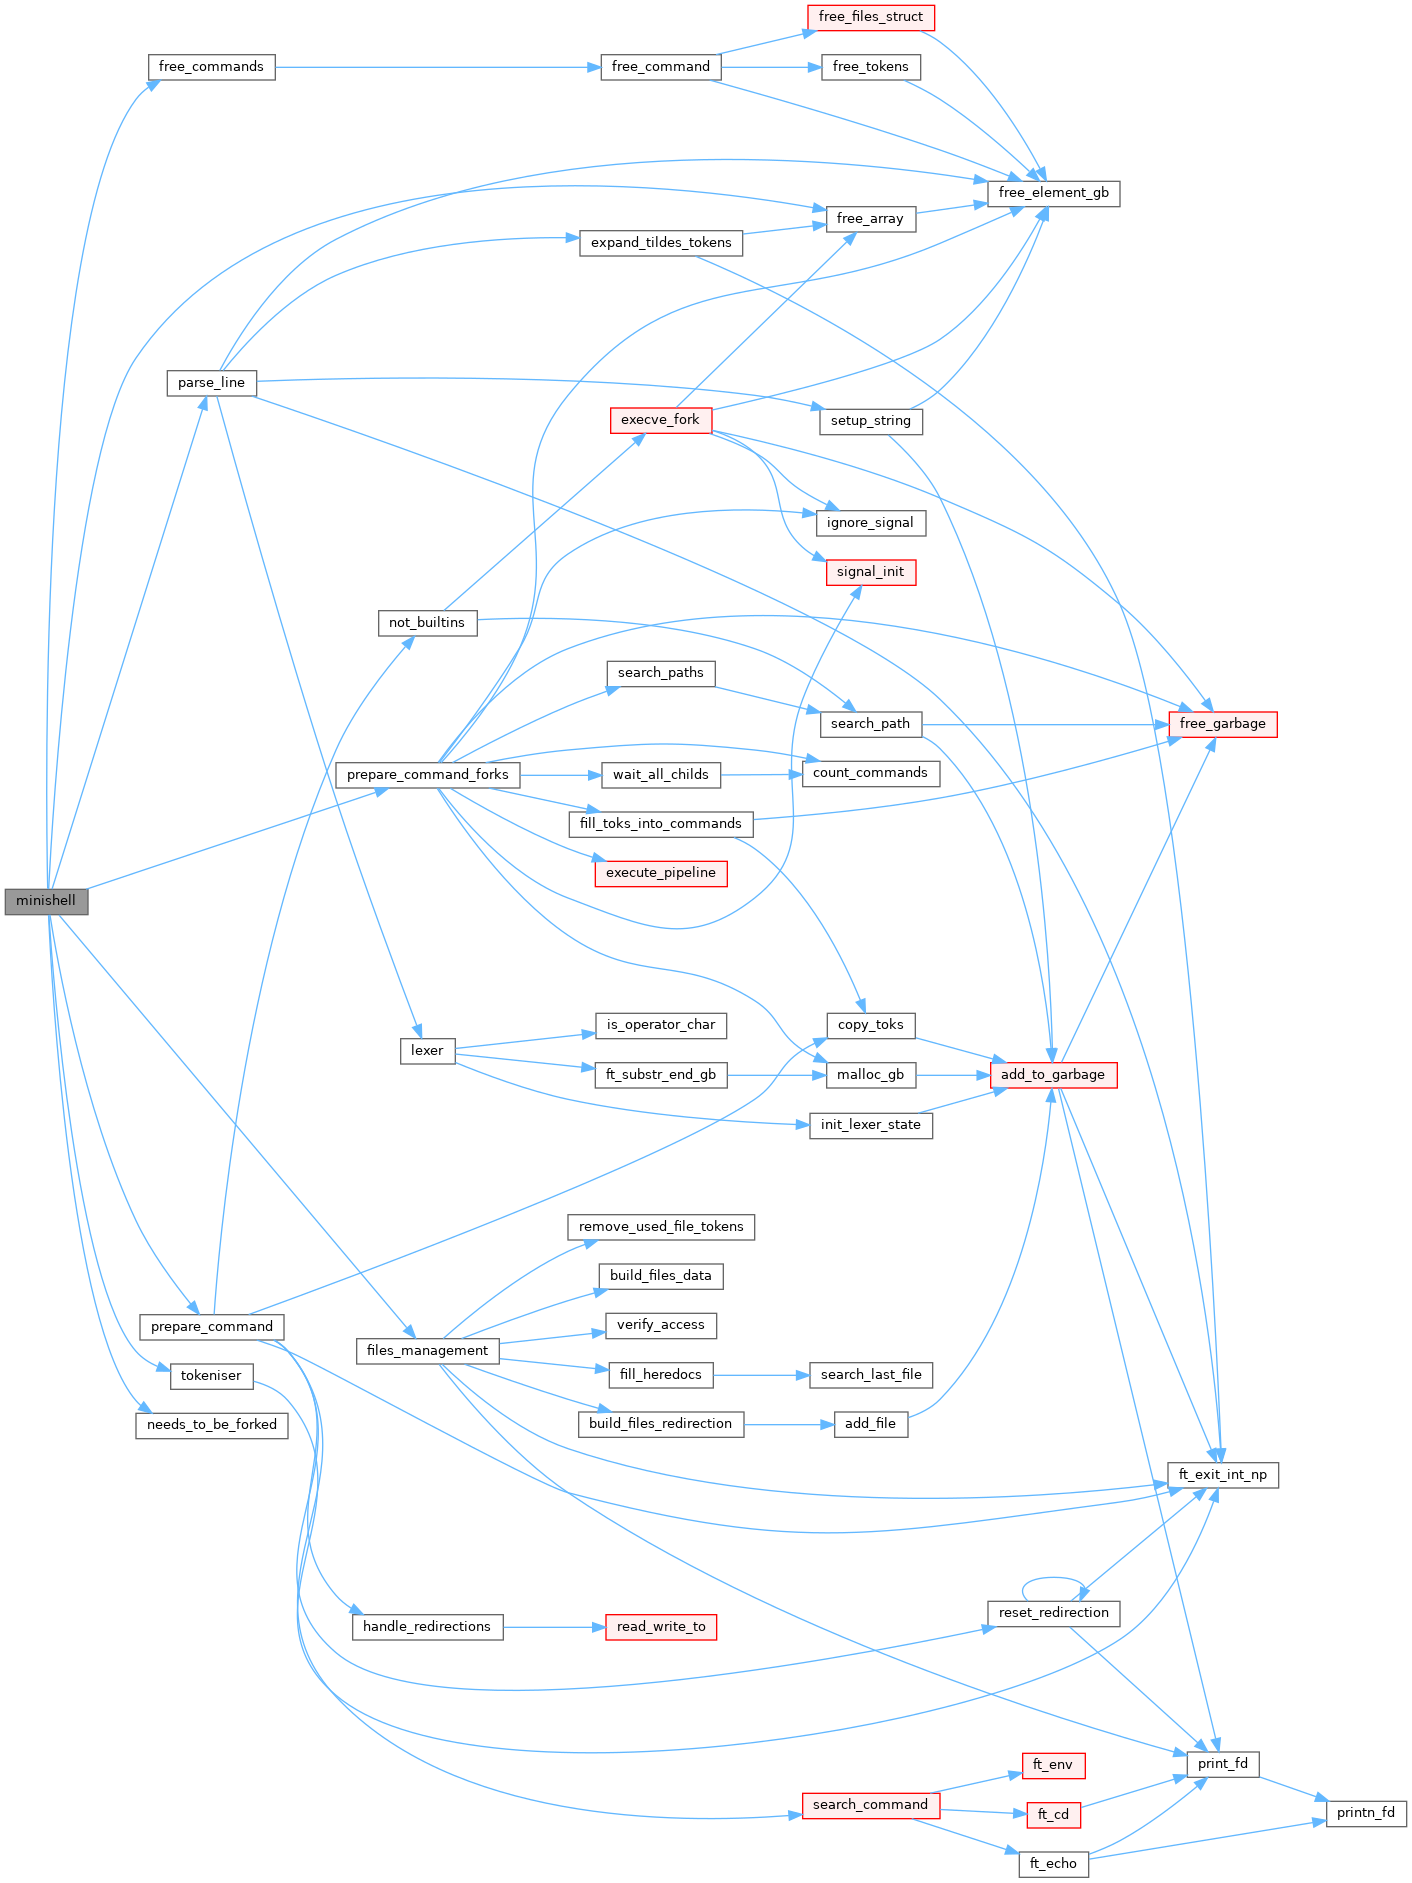 free_files_struct
free_commands
free_command
free_tokens
free_element_gb
free_array
expand_tildes_tokens
parse_line
execve_fork
setup_string
ignore_signal
signal_init
not_builtins
search_paths
search_path
free_garbage
prepare_command_forks
wait_all_childs
count_commands
fill_toks_into_commands
execute_pipeline
minishell
is_operator_char
copy_toks
lexer
ft_substr_end_gb
malloc_gb
add_to_garbage
init_lexer_state
remove_used_file_tokens
build_files_data
prepare_command
verify_access
files_management
tokeniser
fill_heredocs
search_last_file
needs_to_be_forked
build_files_redirection
add_file
ft_exit_int_np
reset_redirection
handle_redirections
read_write_to
ft_env
print_fd
search_command
ft_cd
printn_fd
ft_echo